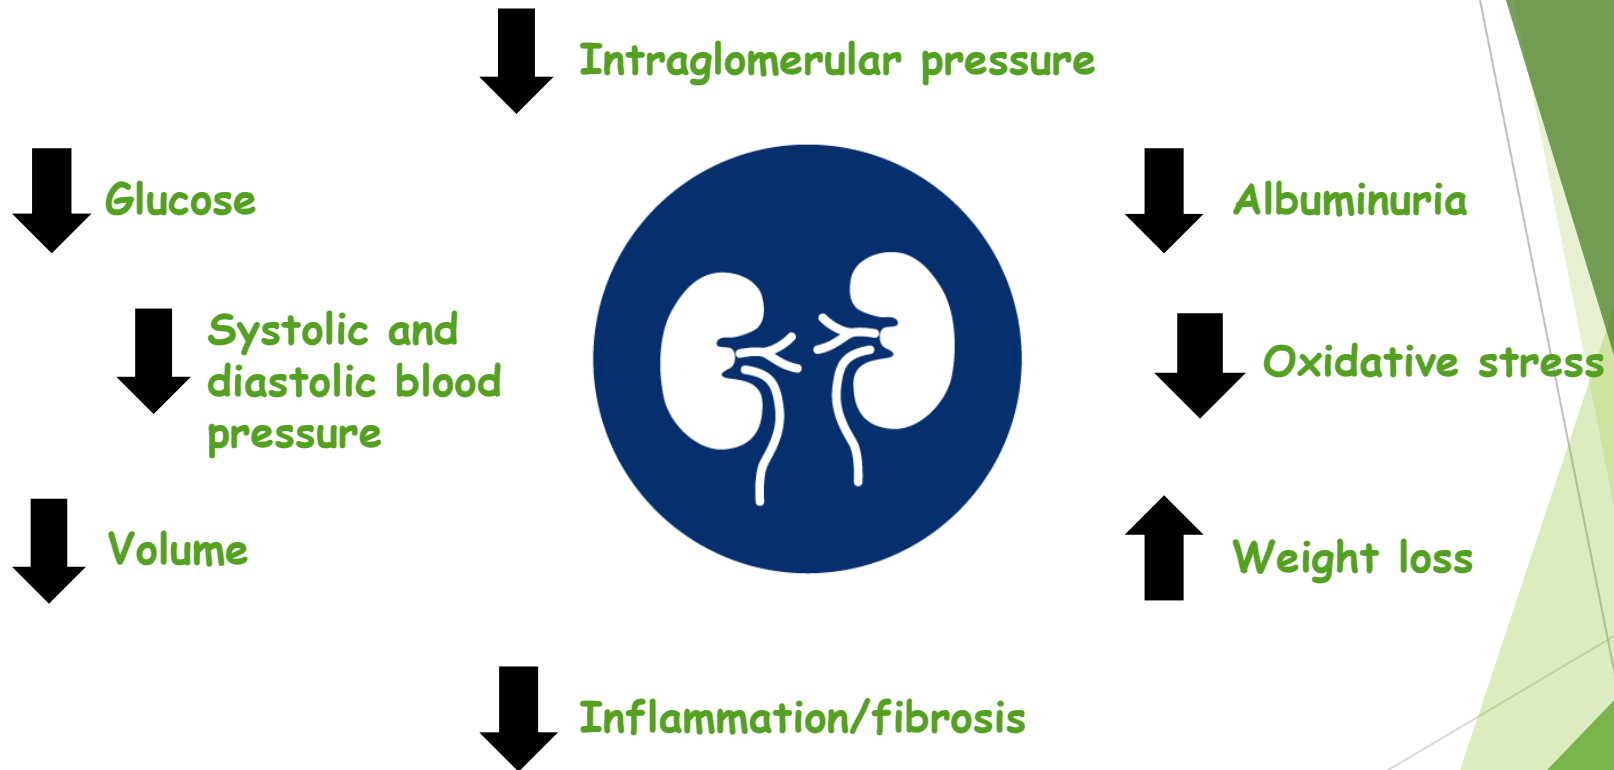 Intraglomerular pressure
Glucose
Albuminuria
Systolic and
diastolic blood
pressure
Oxidative stress
Volume
Weight loss
Inflammation/fibrosis